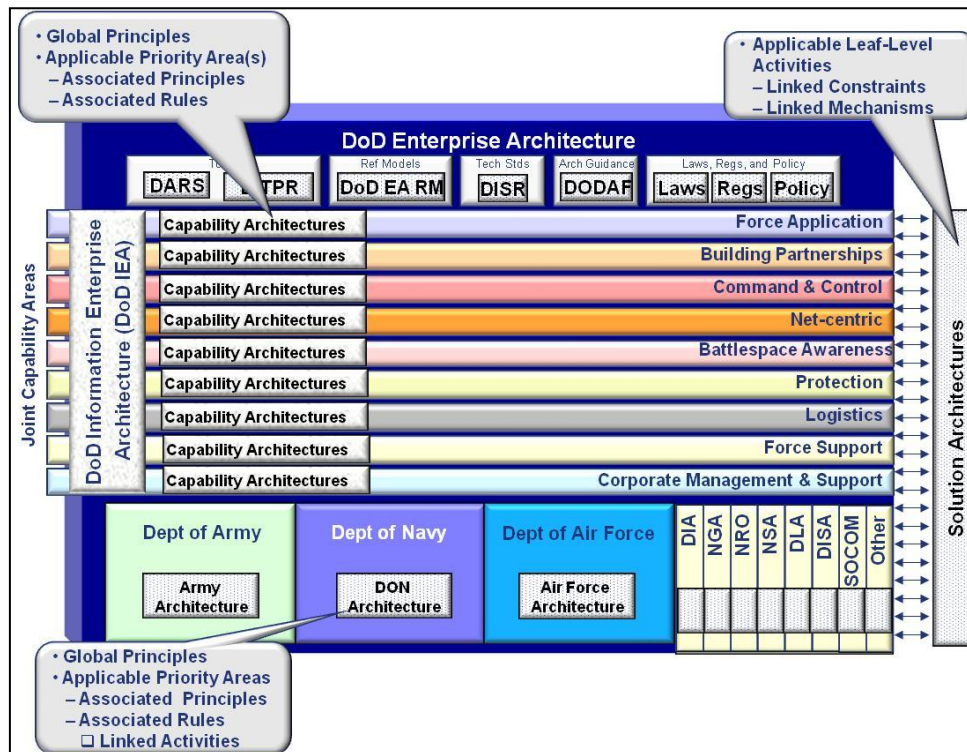 • Global Principles
• Applicable Priority Area(s)
– Associated Principles
– Associated Rules
• Applicable Leaf-Level
Activities
– Linked Constraints
– Linked Mechanisms
DoD Enterprise Architecture
Ref Models
Tech Stds
Arch Guidance
Laws, Regs, and Policy
DARS
DoD EA RM
DISR
DODAF
Laws
Regs
Policy
Joint Capability Areas
DoD Information Enterprise
Architecture (DoD IEA)
Capability Architectures
Force Application
Capability Architectures
Building Partnerships
Capability Architectures
Command & Control
Capability Architectures
Net-centric
Capability Architectures
Battlespace Awareness
Capability Architectures
Protection
Capability Architectures
Logistics
Capability Architectures
Force Support
Capability Architectures
Corporate Management & Support
Solution Architectures
Dept of Army
Dept of Navy
Dept of Air Force
Army
Architecture
DON
Architecture
Air Force
Architecture
DIA
NGA
NRO
NSA
DLA
DISA
SOCOM
Other
• Global Principles
• Applicable Priority Areas
– Associated Principles
– Associated Rules
❑ Linked Activities